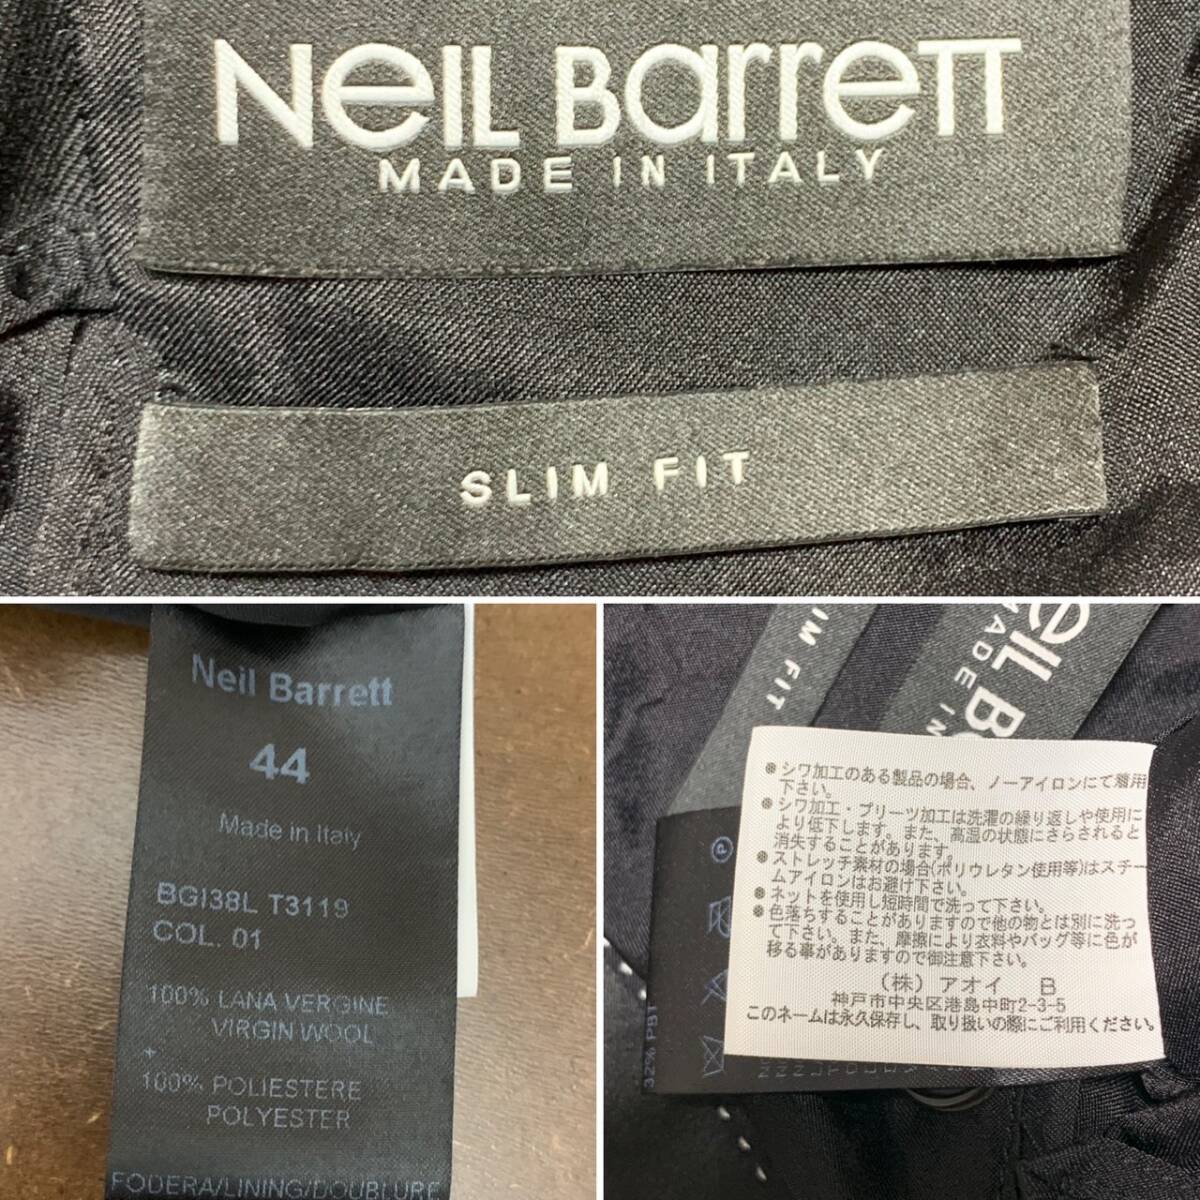 NEIL BARRETT
MADE IN ITALY
SLIM FIT
Neil Barrett
44
Made in Italy
BGI38L T3119
COL. 01
100% LANA VERGINE
VIRGIN WOOL
+
100% POLIESTERE
POLYESTER
FODERA/LINING/DOUBLURE
IM FIT
eil Ba
MADE IN
P
32% PBT
※シワ加工のある製品の場合、ノーアイロンにて着用
下さい。
※シワ加工・プリーツ加工は洗濯の繰り返しや使用に
より低下します。また、高温の状態にさらされると
消失することがあります。
※ストレッチ素材の場合(ポリウレタン使用等)はスチー
ムアイロンはお避け下さい。
※ネットを使用し短時間で洗って下さい。
※色落ちすることがありますので他の物とは別に洗っ
て下さい。また、摩擦により衣料やバッグ等に色が
移る事がありますので御注意下さい。
(株)アオイ B
神戸市中央区港島中町2-3-5
このネームは永久保存し、取り扱いの際にご利用ください。